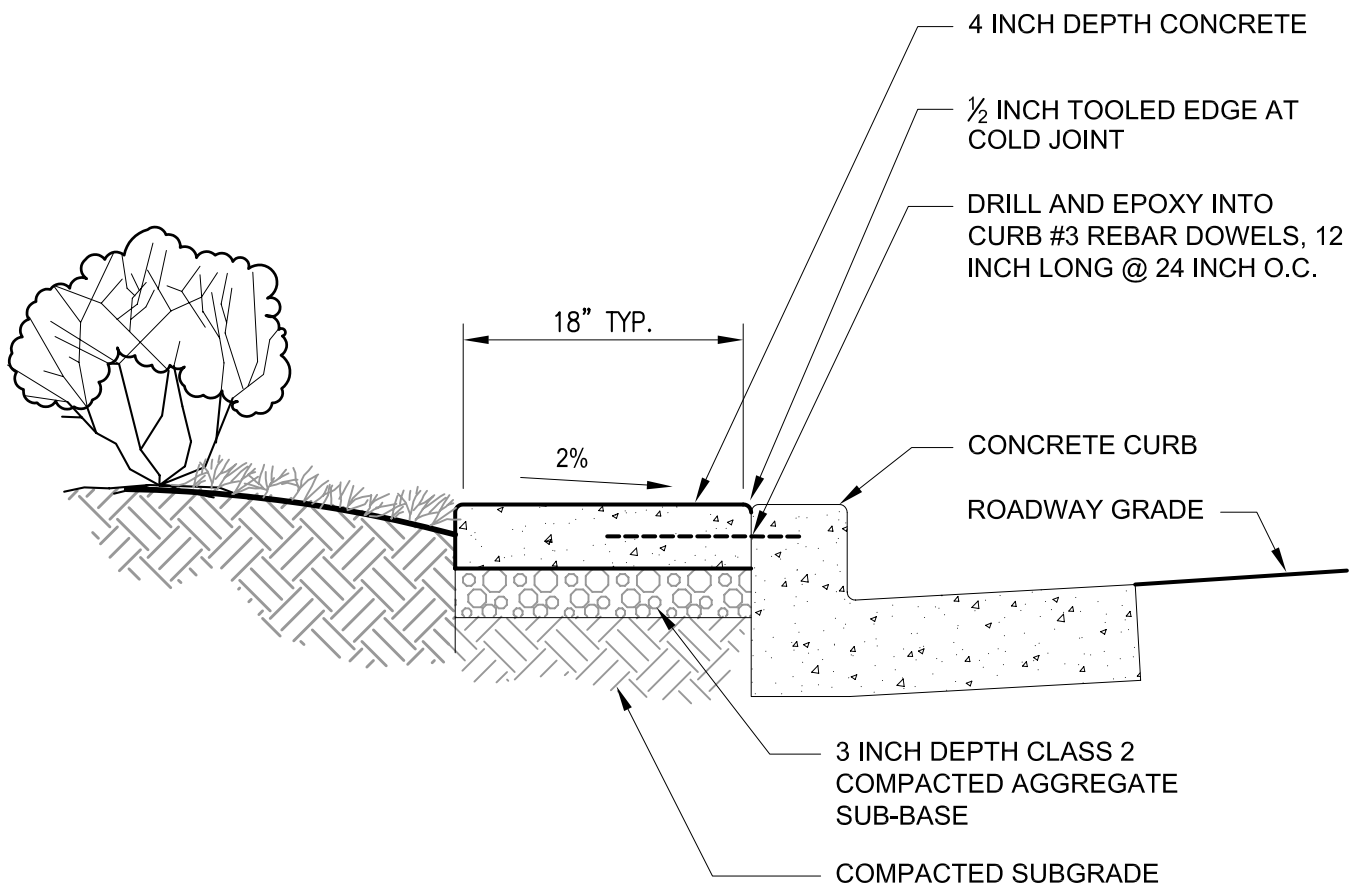 4 INCH DEPTH CONCRETE
½ INCH TOOLED EDGE AT
COLD JOINT
DRILL AND EPOXY INTO
CURB #3 REBAR DOWELS, 12
INCH LONG @ 24 INCH O.C.
18” TYP.
2%
CONCRETE CURB
ROADWAY GRADE
3 INCH DEPTH CLASS 2
COMPACTED AGGREGATE
SUB-BASE
COMPACTED SUBGRADE